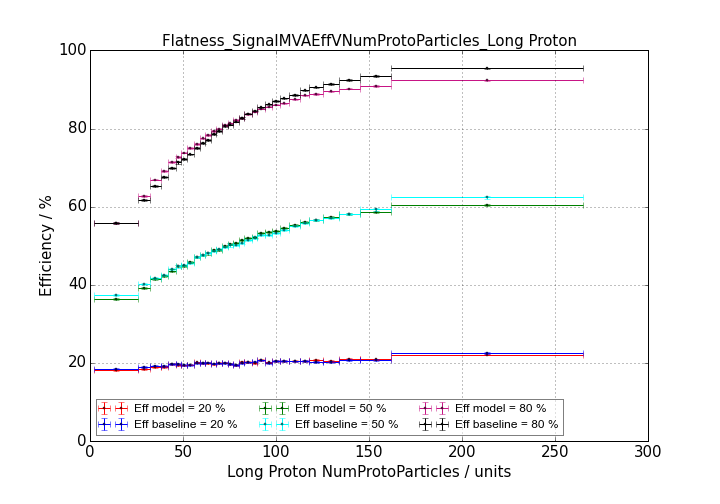 Flatness_SignalMVAEffVNumProtoParticles_Long Proton
100
80
60
40
20
0
Efficiency / %
Eff model = 20 % Eff model = 50 % Eff model = 80 %
Eff baseline = 20 % Eff baseline = 50 % Eff baseline = 80 %
0 50 100 150 200 250 300
Long Proton NumProtoParticles / units